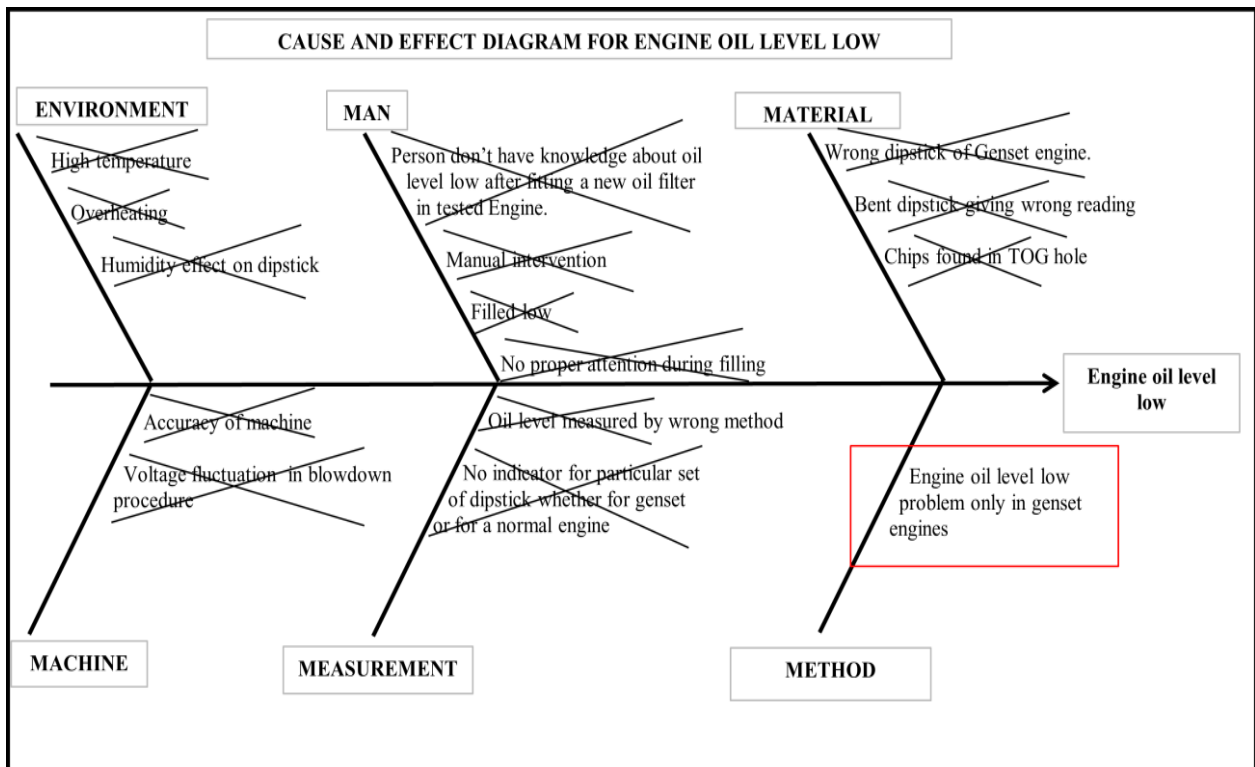 CAUSE AND EFFECT DIAGRAM FOR ENGINE OIL LEVEL LOW
ENVIRONMENT
High temperature
Overheating
Humidity effect on dipstick
MAN
Person don't have knowledge about oil
level low after fitting a new oil filter
in tested Engine.
Manual intervention
Filled low
No proper attention during filling
MATERIAL
Wrong dipstick of Genset engine.
Bent dipstick giving wrong reading
Chips found in TOG hole
Engine oil level
low
Accuracy of machine
Voltage fluctuation in blowdown
procedure
MACHINE
Oil level measured by wrong method
No indicator for particular set
of dipstick whether for genset
or for a normal engine
MEASUREMENT
Engine oil level low
problem only in genset
engines
METHOD